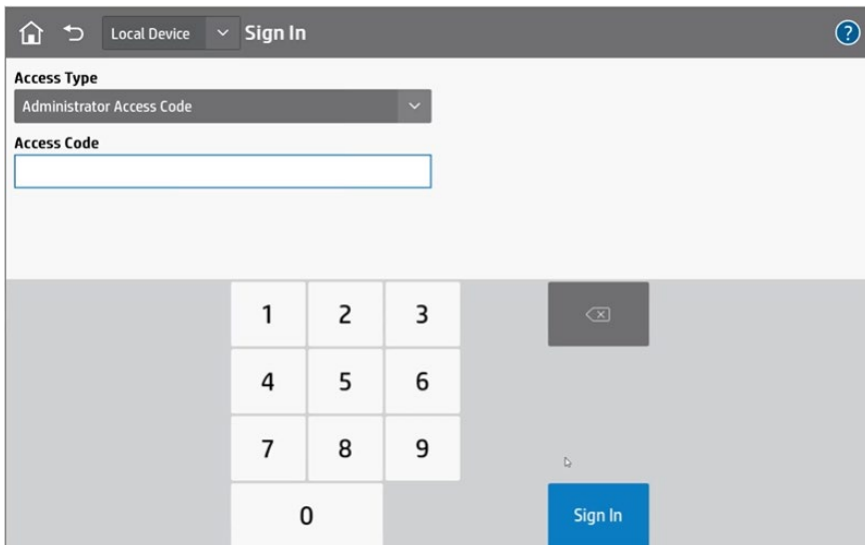 Local Device Sign In ?
Access Type
Administrator Access Code
Access Code
1 2 3
4 5 6
7 8 9
0 Sign In